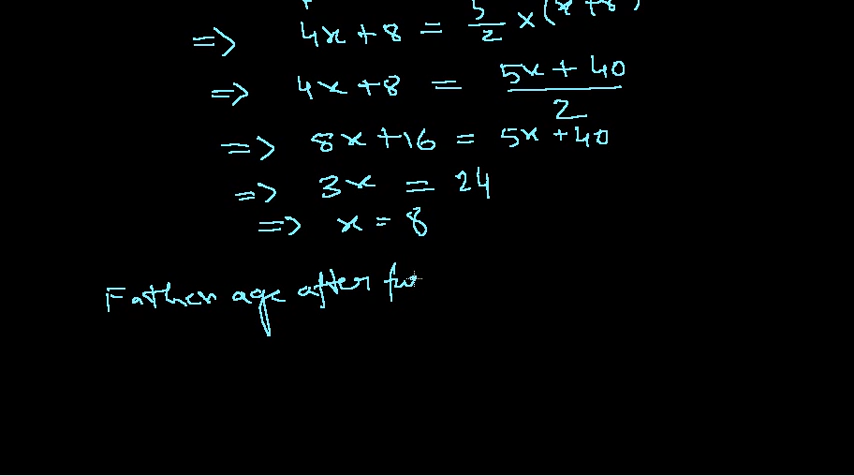 => 4x + 8 = 5/2 x (x + 8)
=> 4x + 8 = (5x + 40)/2
=> 8x + 16 = 5x + 40
=> 3x = 24
=> x = 8
Father age after fut